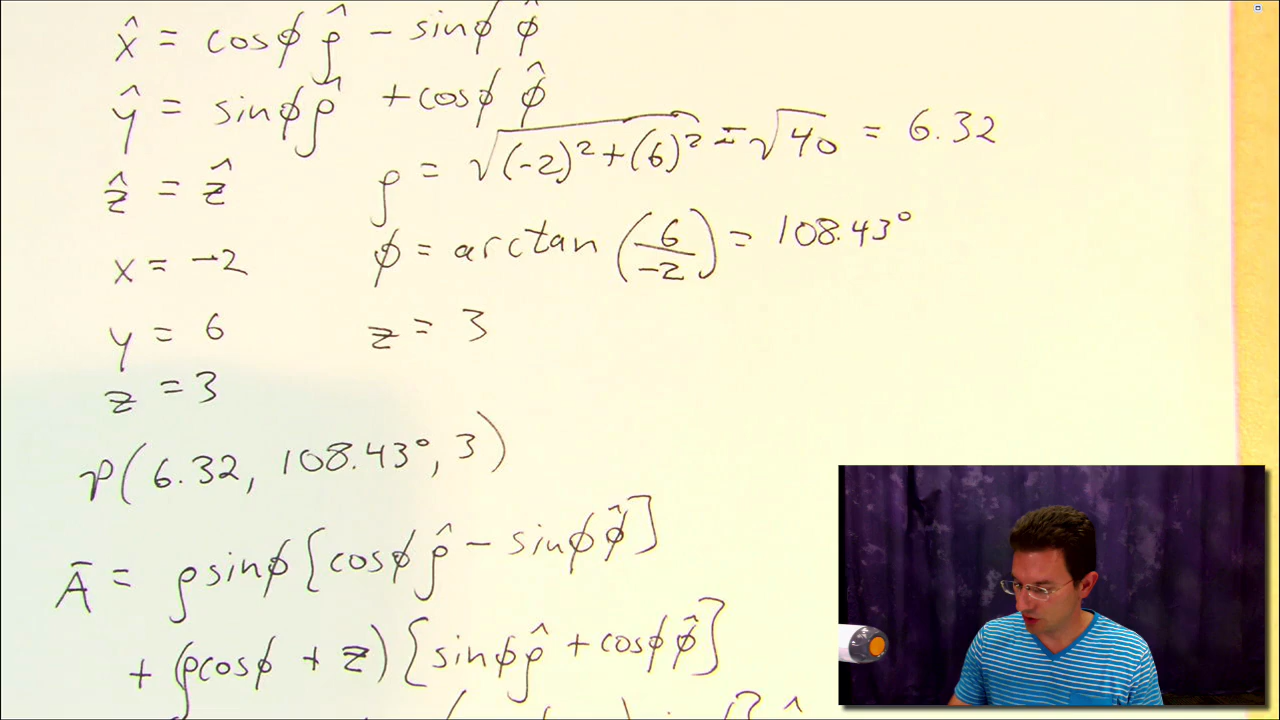 x̂ = cosϕ ρ̂ − sinϕ ϕ̂
ŷ = sinϕ ρ̂ + cosϕ ϕ̂
ẑ = ẑ
ρ = √((-2)²+(6)²) = √40 = 6.32
x = -2
ϕ = arctan (6/-2) = 108.43°
y = 6
z = 3
z = 3
P(6.32, 108.43°, 3)
Ā = ρsinϕ[cosϕ ρ̂ − sinϕ ϕ̂]
+ (ρcosϕ + z)[sinϕ ρ̂ + cosϕ ϕ̂]